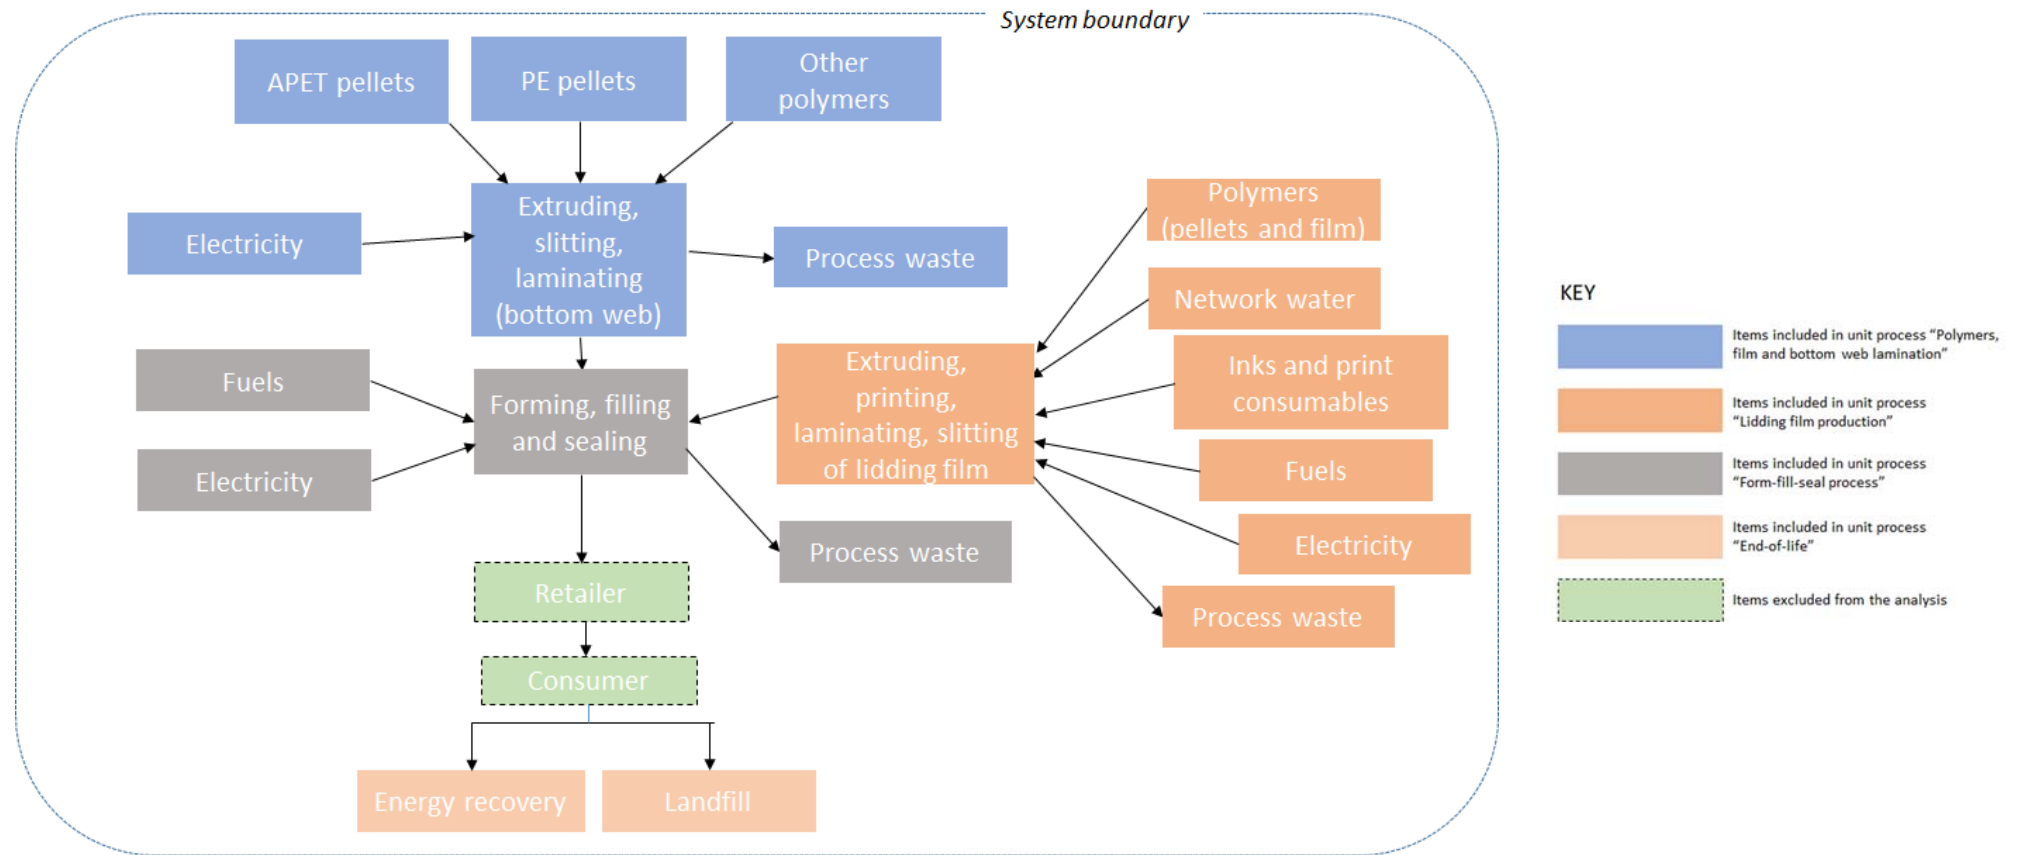 System boundary
APET pellets
PE pellets
Other
polymers
Extruding,
slitting,
laminating
(bottom web)
Electricity
Process waste
Polymers
(pellets and film)
Network water
Inks and print
consumables
Fuels
Electricity
Process waste
Extruding,
printing,
laminating, slitting
of lidding film
Fuels
Electricity
Forming, filling
and sealing
Process waste
Retailer
Consumer
Energy recovery
Landfill
KEY
Items included in unit process “Polymers,
film and bottom web lamination”
Items included in unit process
“Lidding film production”
Items included in unit process
“Form-fill-seal process”
Items included in unit process
“End-of-life”
Items excluded from the analysis